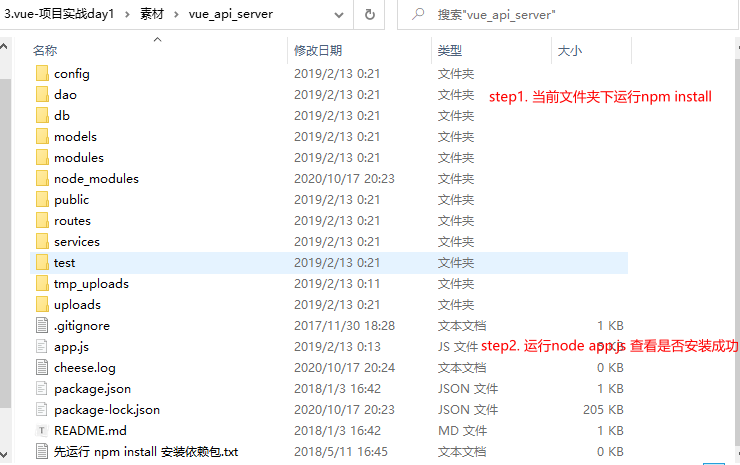 3.vue-项目实战day1 > 素材 > vue_api_server 搜索"vue_api_server"
名称 修改日期 类型 大小
config 2019/2/13 0:21 文件夹
dao 2019/2/13 0:21 文件夹
step1. 当前文件夹下运行npm install
db 2019/2/13 0:21 文件夹
models 2019/2/13 0:21 文件夹
modules 2019/2/13 0:21 文件夹
node_modules 2020/10/17 20:23 文件夹
public 2019/2/13 0:21 文件夹
routes 2019/2/13 0:21 文件夹
services 2019/2/13 0:21 文件夹
test 2019/2/13 0:21 文件夹
tmp_uploads 2019/2/13 0:11 文件夹
uploads 2019/2/13 0:21 文件夹
.gitignore 2017/11/30 18:28 文本文档 1 KB
app.js 2019/2/13 0:13 JS 文件 KB
step2. 运行node app.js 查看是否安装成功
cheese.log 2020/10/17 20:24 文本文档 0 KB
package.json 2018/1/3 16:42 JSON 文件 1 KB
package-lock.json 2020/10/17 20:23 JSON 文件 205 KB
README.md 2018/1/3 16:42 MD 文件 1 KB
先运行 npm install 安装依赖包.txt 2018/5/11 16:45 文本文档 0 KB